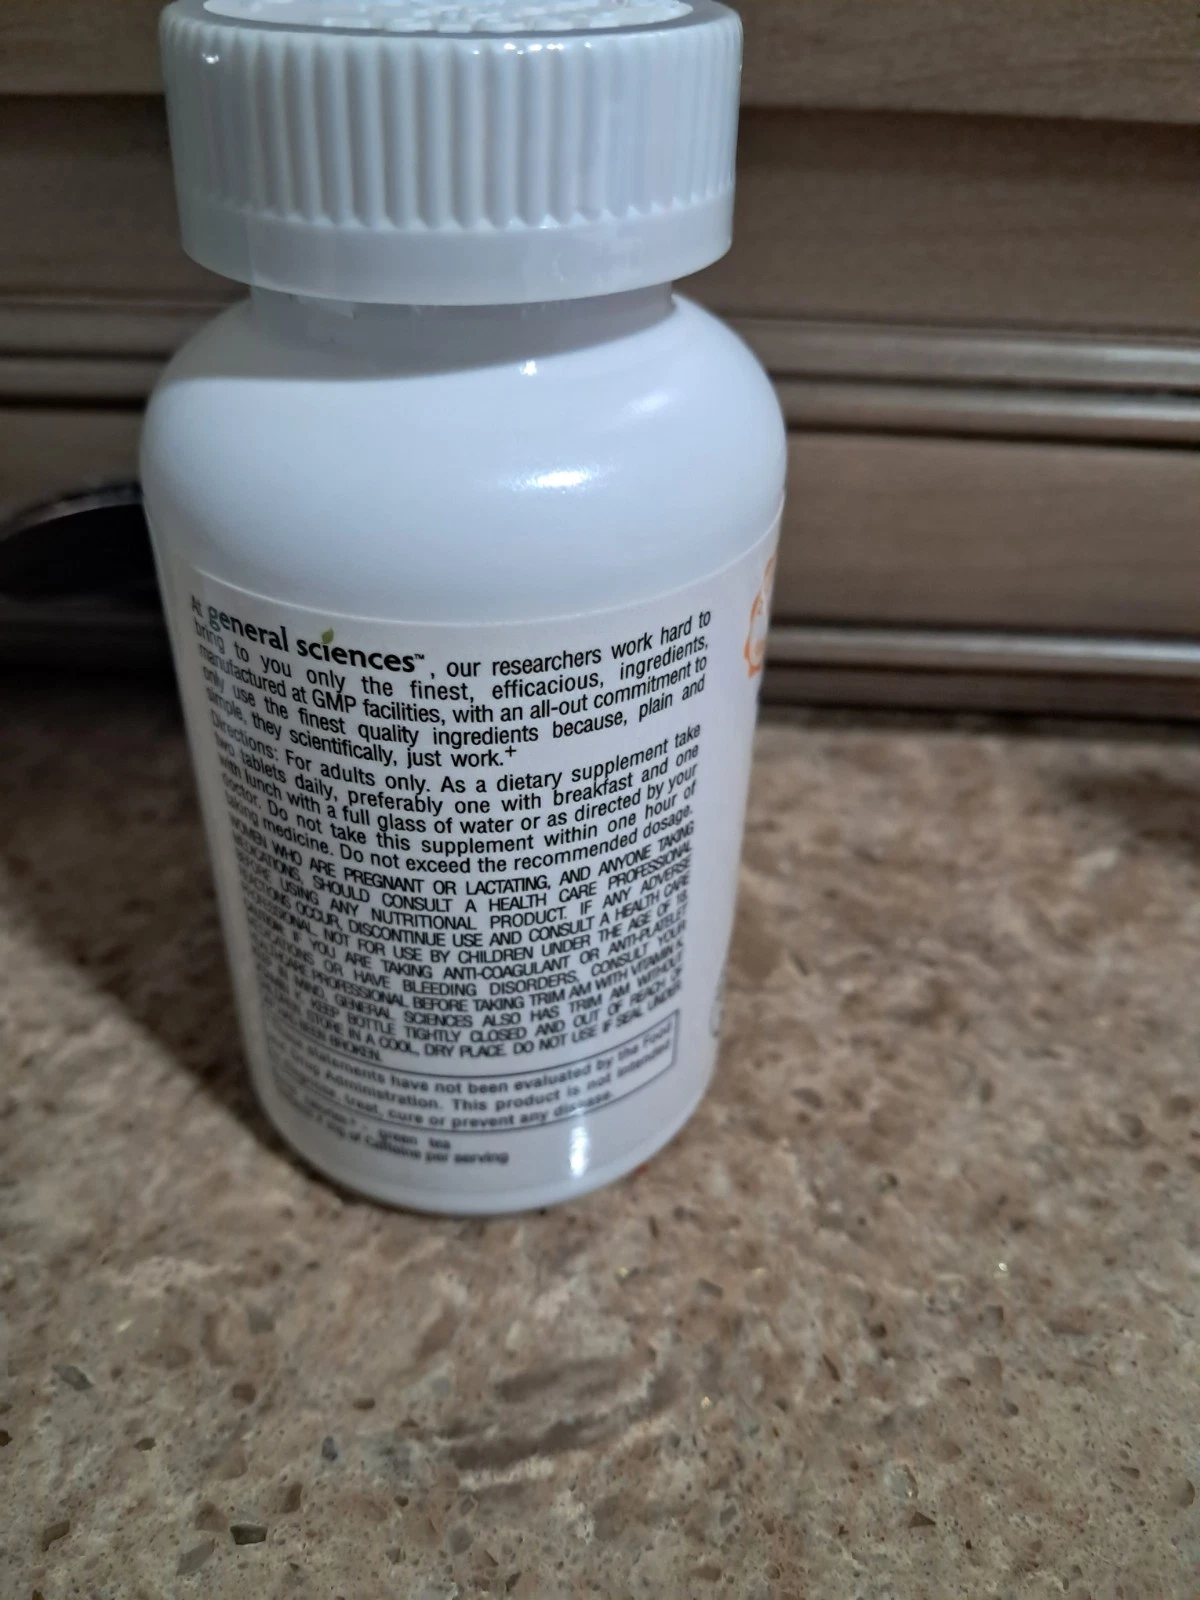 At general sciences™, our researchers work hard to
bring to you only the finest, efficacious, ingredients,
manufactured at GMP facilities, with an all-out commitment to
only use the finest quality ingredients because, plain and
simple, they scientifically, just work.+
Directions: For adults only. As a dietary supplement take
two tablets daily, preferably one with breakfast and one
with lunch with a full glass of water or as directed by your
doctor. Do not take this supplement within one hour of
taking medicine. Do not exceed the recommended dosage.
WOMEN WHO ARE PREGNANT OR LACTATING, AND ANYONE TAKING
MEDICATIONS, SHOULD CONSULT A HEALTH CARE PROFESSIONAL
BEFORE USING ANY NUTRITIONAL PRODUCT. IF ANY ADVERSE
REACTIONS OCCUR, DISCONTINUE USE AND CONSULT A HEALTH CARE
PROFESSIONAL. NOT FOR USE BY CHILDREN UNDER THE AGE OF 18.
CAUTION: IF YOU ARE TAKING ANTI-COAGULANT OR ANTI-PLATELET
MEDICATIONS OR HAVE BLEEDING DISORDERS, CONSULT YOUR
HEALTHCARE PROFESSIONAL BEFORE TAKING TRIM AM WITH VITAMIN K.
IN MIND, GENERAL SCIENCES ALSO HAS TRIM AM WITHOUT
K. KEEP BOTTLE TIGHTLY CLOSED AND OUT OF REACH OF
STORE IN A COOL, DRY PLACE. DO NOT USE IF SEAL UNDER
HAS BEEN BROKEN.
statements have not been evaluated by the Food
Drug Administration. This product is not intended
treat, cure or prevent any disease.
green tea
mg of caffeine per serving